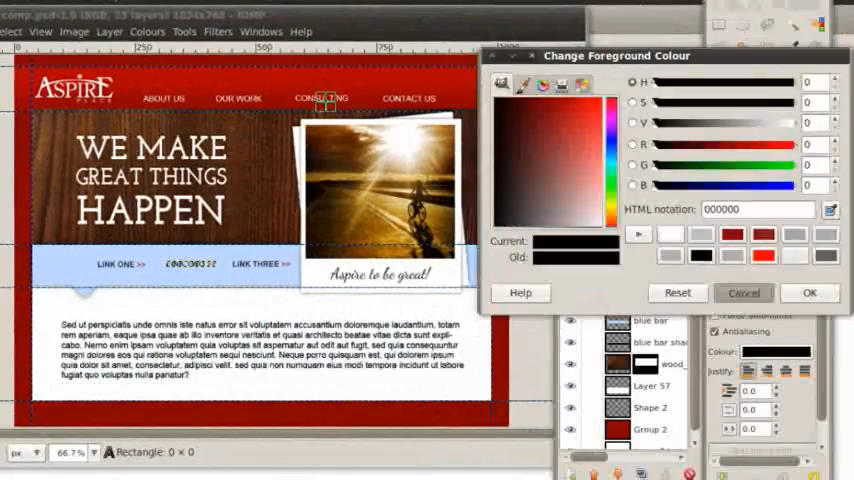 comp.psd-1.0 (RGB, 23 layers) 1024x768 – GIMP
elect View Image Layer Colours Tools Filters Windows Help
0 250 500 750 1000
ASPIRE
ABOUT US OUR WORK CONSULTING CONTACT US
WE MAKE
GREAT THINGS
HAPPEN
LINK ONE >> LINK THREE >>
Aspire to be great!
Sed ut perspiciatis unde omnis iste natus error sit voluptatem accusantium doloremque laudantium, totam
rem aperiam, eaque ipsa quae ab illo inventore veritatis et quasi architecto beatae vitae dicta sunt expli-
cabo. Nemo enim ipsam voluptatem quia voluptas sit aspernatur aut odit aut fugit, sed quia consequuntur
magni dolores eos qui ratione voluptatem sequi nesciunt. Neque porro quisquam est, qui dolorem ipsum
quia dolor sit amet, consectetur, adipisci velit, sed quia non numquam eius modi tempora incidunt ut labore
fugiat quo voluptas nulla pariatur?
px 66.7% Rectangle: 0 × 0
Change Foreground Colour
H 0
S 0
V 0
R 0
G 0
B 0
HTML notation: 000000
Current:
Old:
Help Reset Cancel OK
blue bar
blue bar sha
wood_
Layer 57
Shape 2
Group 2
Antialiasing
Colour:
Justify:
0.0
0.0
0.0